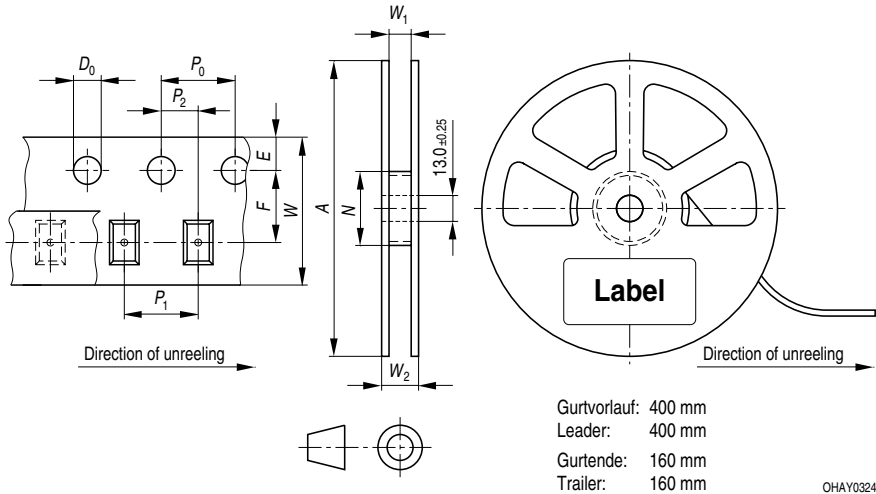 W1
D0
P0
P2
E
F
W
A
N
13.0±0.25
P1
Label
Direction of unreeling
W2
Direction of unreeling
Gurtvorlauf: 400 mm
Leader: 400 mm
Gurtende: 160 mm
Trailer: 160 mm
OHAY0324